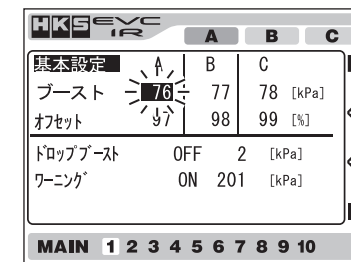 HKS EVC IR
A B C
基本設定 A B C
ブースト 76 77 78 [kPa]
オフセット 97 98 99 [%]
ドロップブースト OFF 2 [kPa]
ワーニング ON 201 [kPa]
MAIN 1 2 3 4 5 6 7 8 9 10